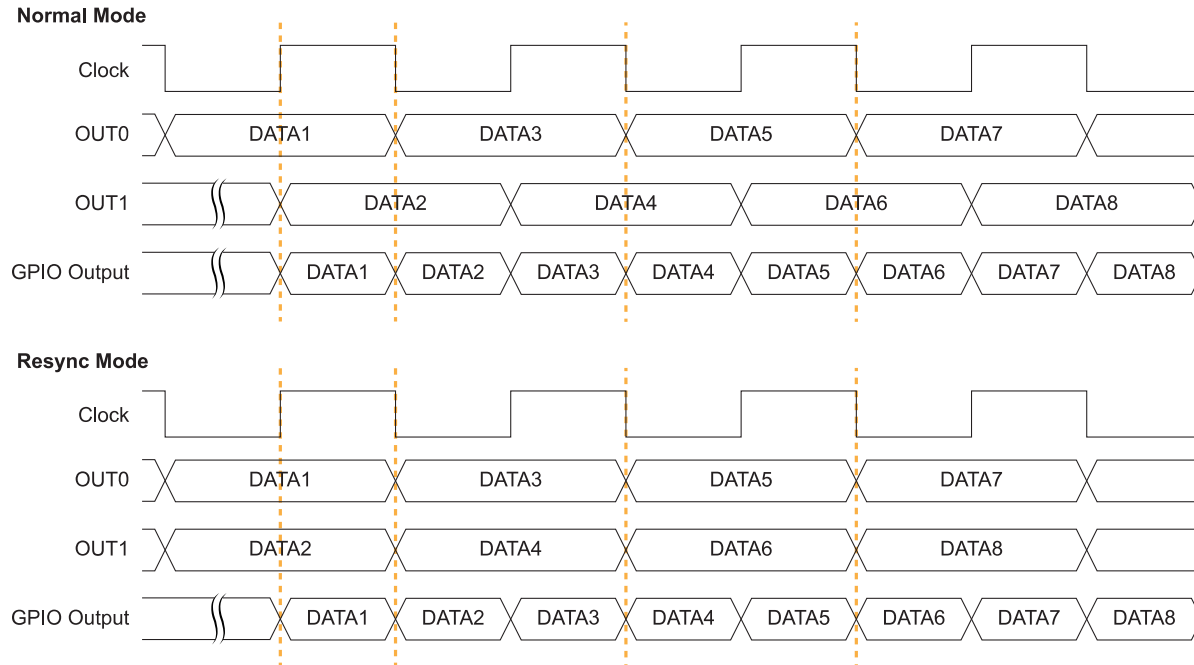 Normal Mode
Clock
OUT0 DATA1 DATA3 DATA5 DATA7
OUT1 DATA2 DATA4 DATA6 DATA8
GPIO Output DATA1 DATA2 DATA3 DATA4 DATA5 DATA6 DATA7 DATA8
Resync Mode
Clock
OUT0 DATA1 DATA3 DATA5 DATA7
OUT1 DATA2 DATA4 DATA6 DATA8
GPIO Output DATA1 DATA2 DATA3 DATA4 DATA5 DATA6 DATA7 DATA8